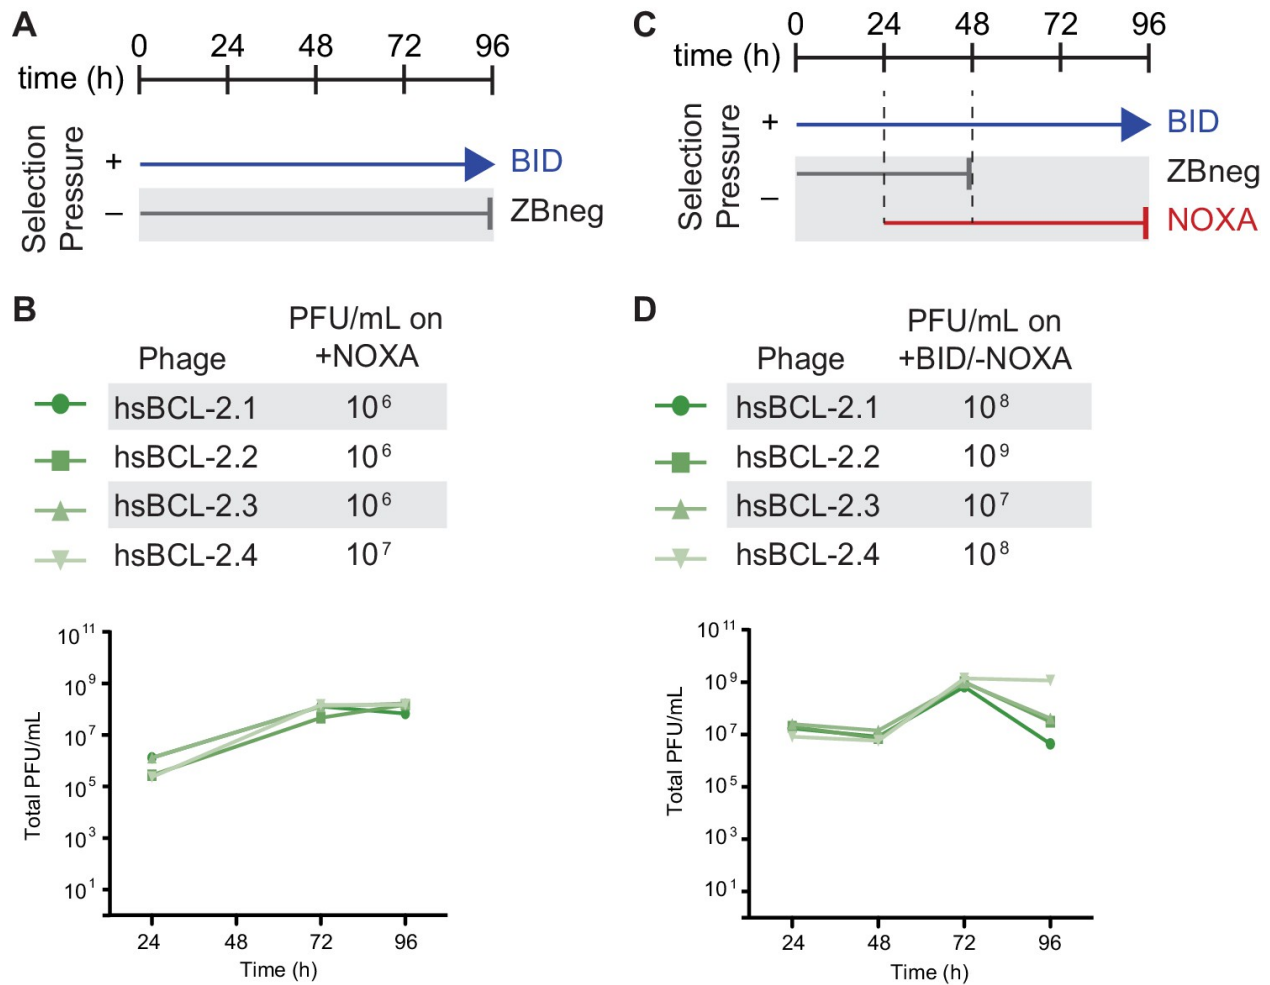 A
0 24 48 72 96
time (h)
Selection
Pressure
+
BID
–
ZBneg
B
PFU/mL on
Phage +NOXA
hsBCL-2.1 10⁶
hsBCL-2.2 10⁶
hsBCL-2.3 10⁶
hsBCL-2.4 10⁷
Total PFU/mL
10¹¹
10⁹
10⁷
10⁵
10³
10¹
24 48 72 96
Time (h)
C
0 24 48 72 96
time (h)
Selection
Pressure
+
BID
ZBneg
–
NOXA
D
PFU/mL on
Phage +BID/-NOXA
hsBCL-2.1 10⁸
hsBCL-2.2 10⁹
hsBCL-2.3 10⁷
hsBCL-2.4 10⁸
Total PFU/mL
10¹¹
10⁹
10⁷
10⁵
10³
10¹
24 48 72 96
Time (h)